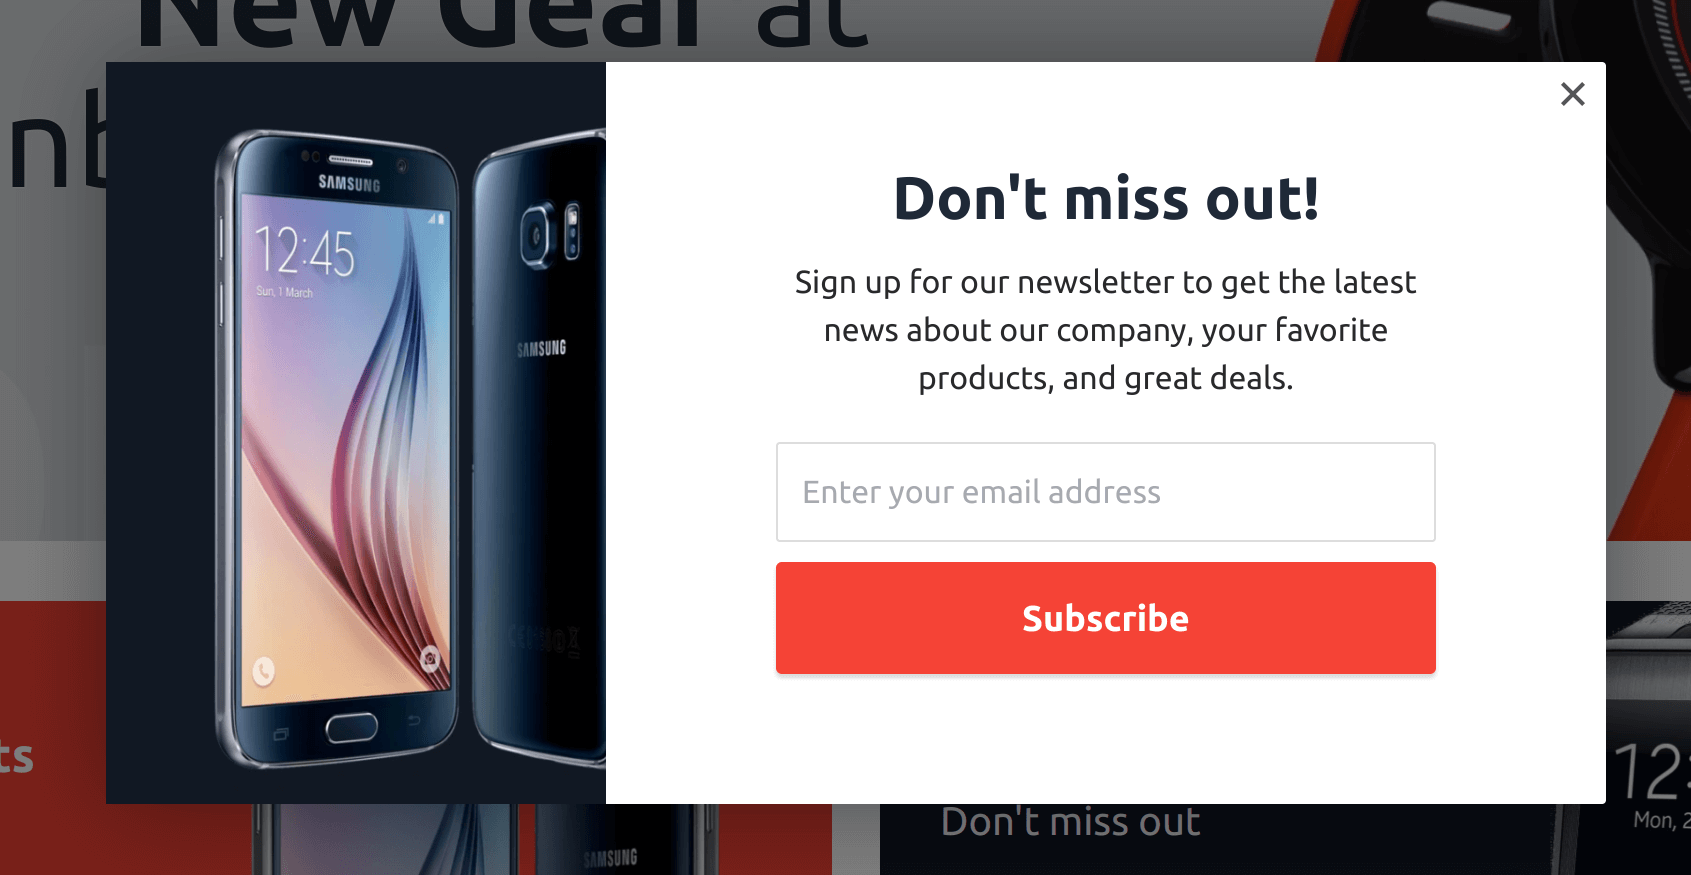 New Gear at
SAMSUNG
12:45
Sun, 1 March
SAMSUNG
Don't miss out!
Sign up for our newsletter to get the latest
news about our company, your favorite
products, and great deals.
Enter your email address
Subscribe
ts
SAMSUNG
Don't miss out
12:
Mon, 2